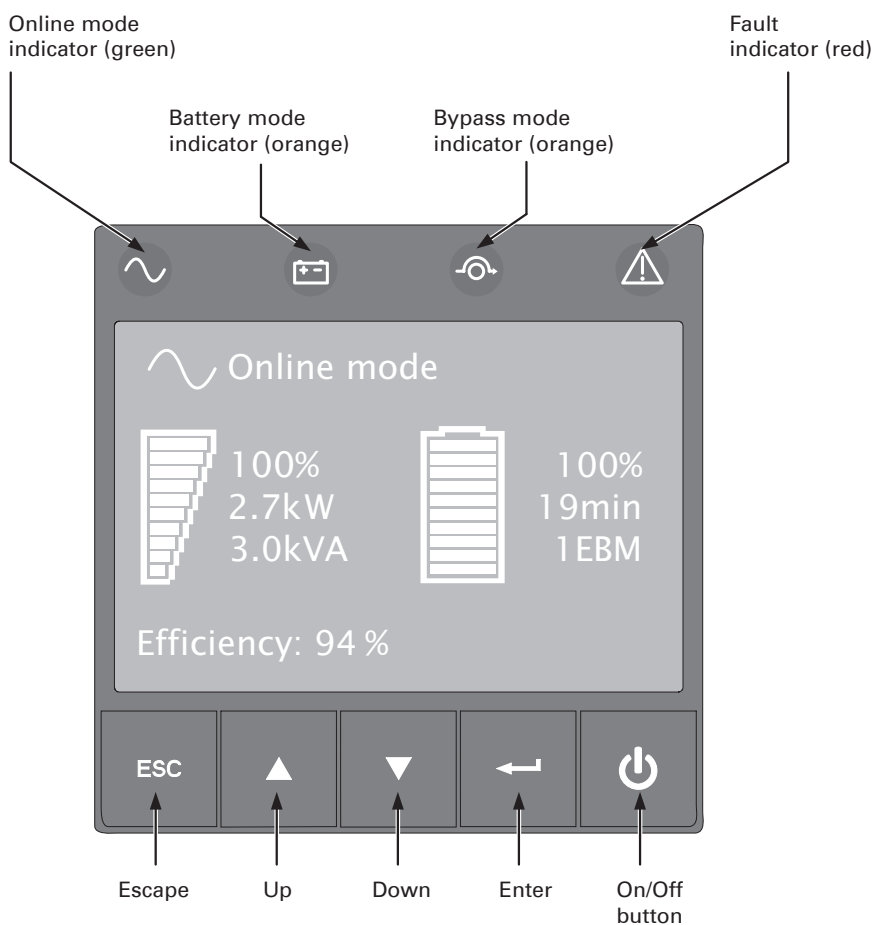 Online mode
indicator (green)
Fault
indicator (red)
Battery mode
indicator (orange)
Bypass mode
indicator (orange)
Online mode
100%
2.7kW
3.0kVA
100%
19min
1EBM
Efficiency: 94 %
ESC
Escape
Up
Down
Enter
On/Off
button